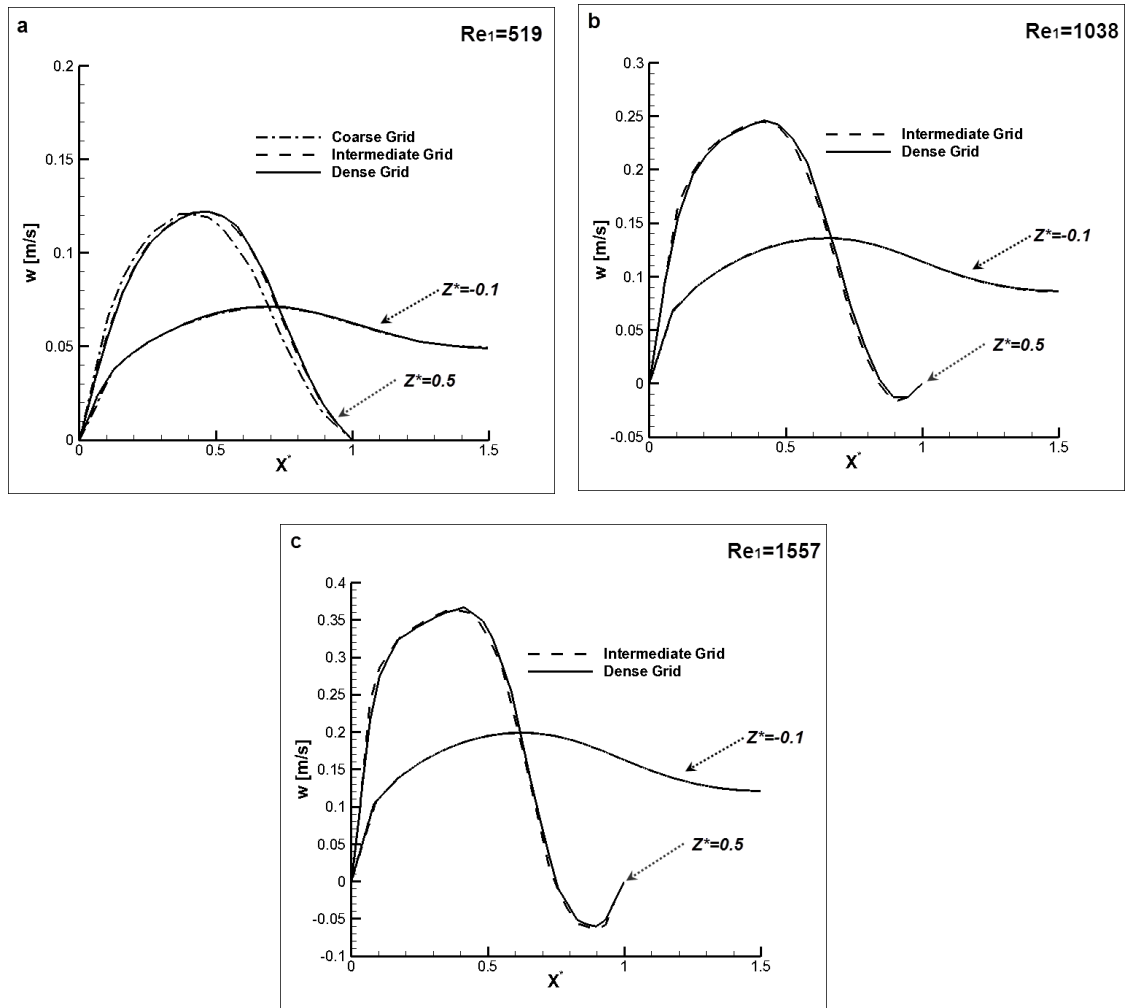 a
Re1=519
0.2
0.15
0.1
0.05
0
w [m/s]
Coarse Grid
Intermediate Grid
Dense Grid
Z*=-0.1
Z*=0.5
0 0.5 1 1.5
X*
b
Re1=1038
0.3
0.25
0.2
0.15
0.1
0.05
0
-0.05
w [m/s]
Intermediate Grid
Dense Grid
Z*=-0.1
Z*=0.5
0 0.5 1 1.5
X*
c
Re1=1557
0.4
0.35
0.3
0.25
0.2
0.15
0.1
0.05
0
-0.05
-0.1
w [m/s]
Intermediate Grid
Dense Grid
Z*=-0.1
Z*=0.5
0 0.5 1 1.5
X*